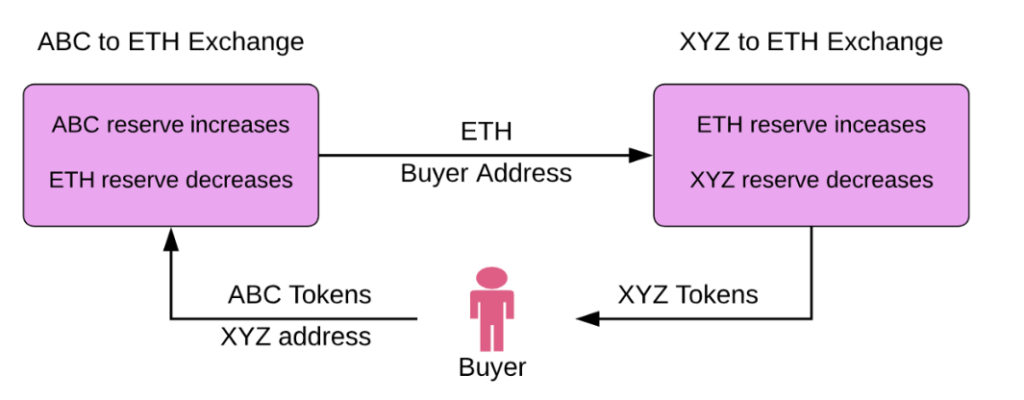 ABC to ETH Exchange
XYZ to ETH Exchange
ABC reserve increases
ETH reserve decreases
ETH
Buyer Address
ETH reserve inceases
XYZ reserve decreases
ABC Tokens
XYZ address
XYZ Tokens
Buyer